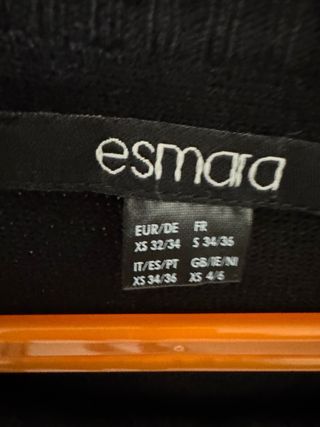 esmara
EUR/DE FR
XS 32/34 S 34/36
IT/ES/PT GB/IE/NI
XS 34/36 XS 4/6